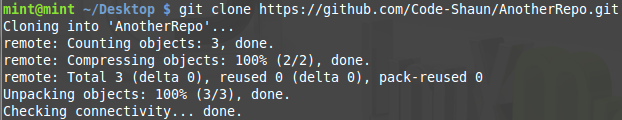 mint@mint ~/Desktop $ git clone https://github.com/Code-Shaun/AnotherRepo.git
Cloning into 'AnotherRepo'...
remote: Counting objects: 3, done.
remote: Compressing objects: 100% (2/2), done.
remote: Total 3 (delta 0), reused 0 (delta 0), pack-reused 0
Unpacking objects: 100% (3/3), done.
Checking connectivity... done.